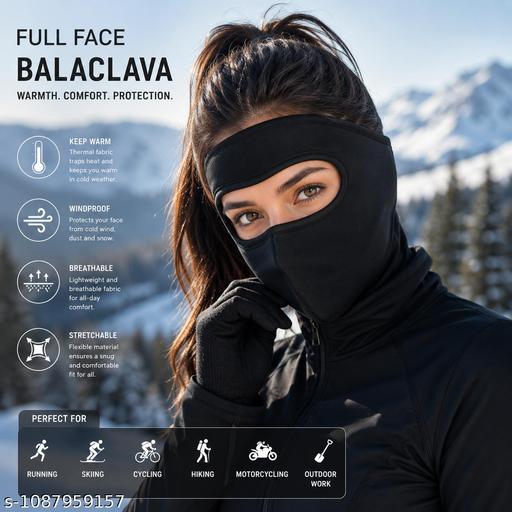 FULL FACE
BALACLAVA
WARMTH. COMFORT. PROTECTION.
KEEP WARM
Thermal fabric
traps heat and
keeps you warm
in cold weather.
WINDPROOF
Protects your face
from cold wind,
dust and snow.
BREATHABLE
Lightweight and
breathable fabric
for all-day
comfort.
STRETCHABLE
Flexible material
ensures a snug
and comfortable
fit for all.
PERFECT FOR
RUNNING
SKIING
CYCLING
HIKING
MOTORCYCLING
OUTDOOR
WORK
s-1087959157